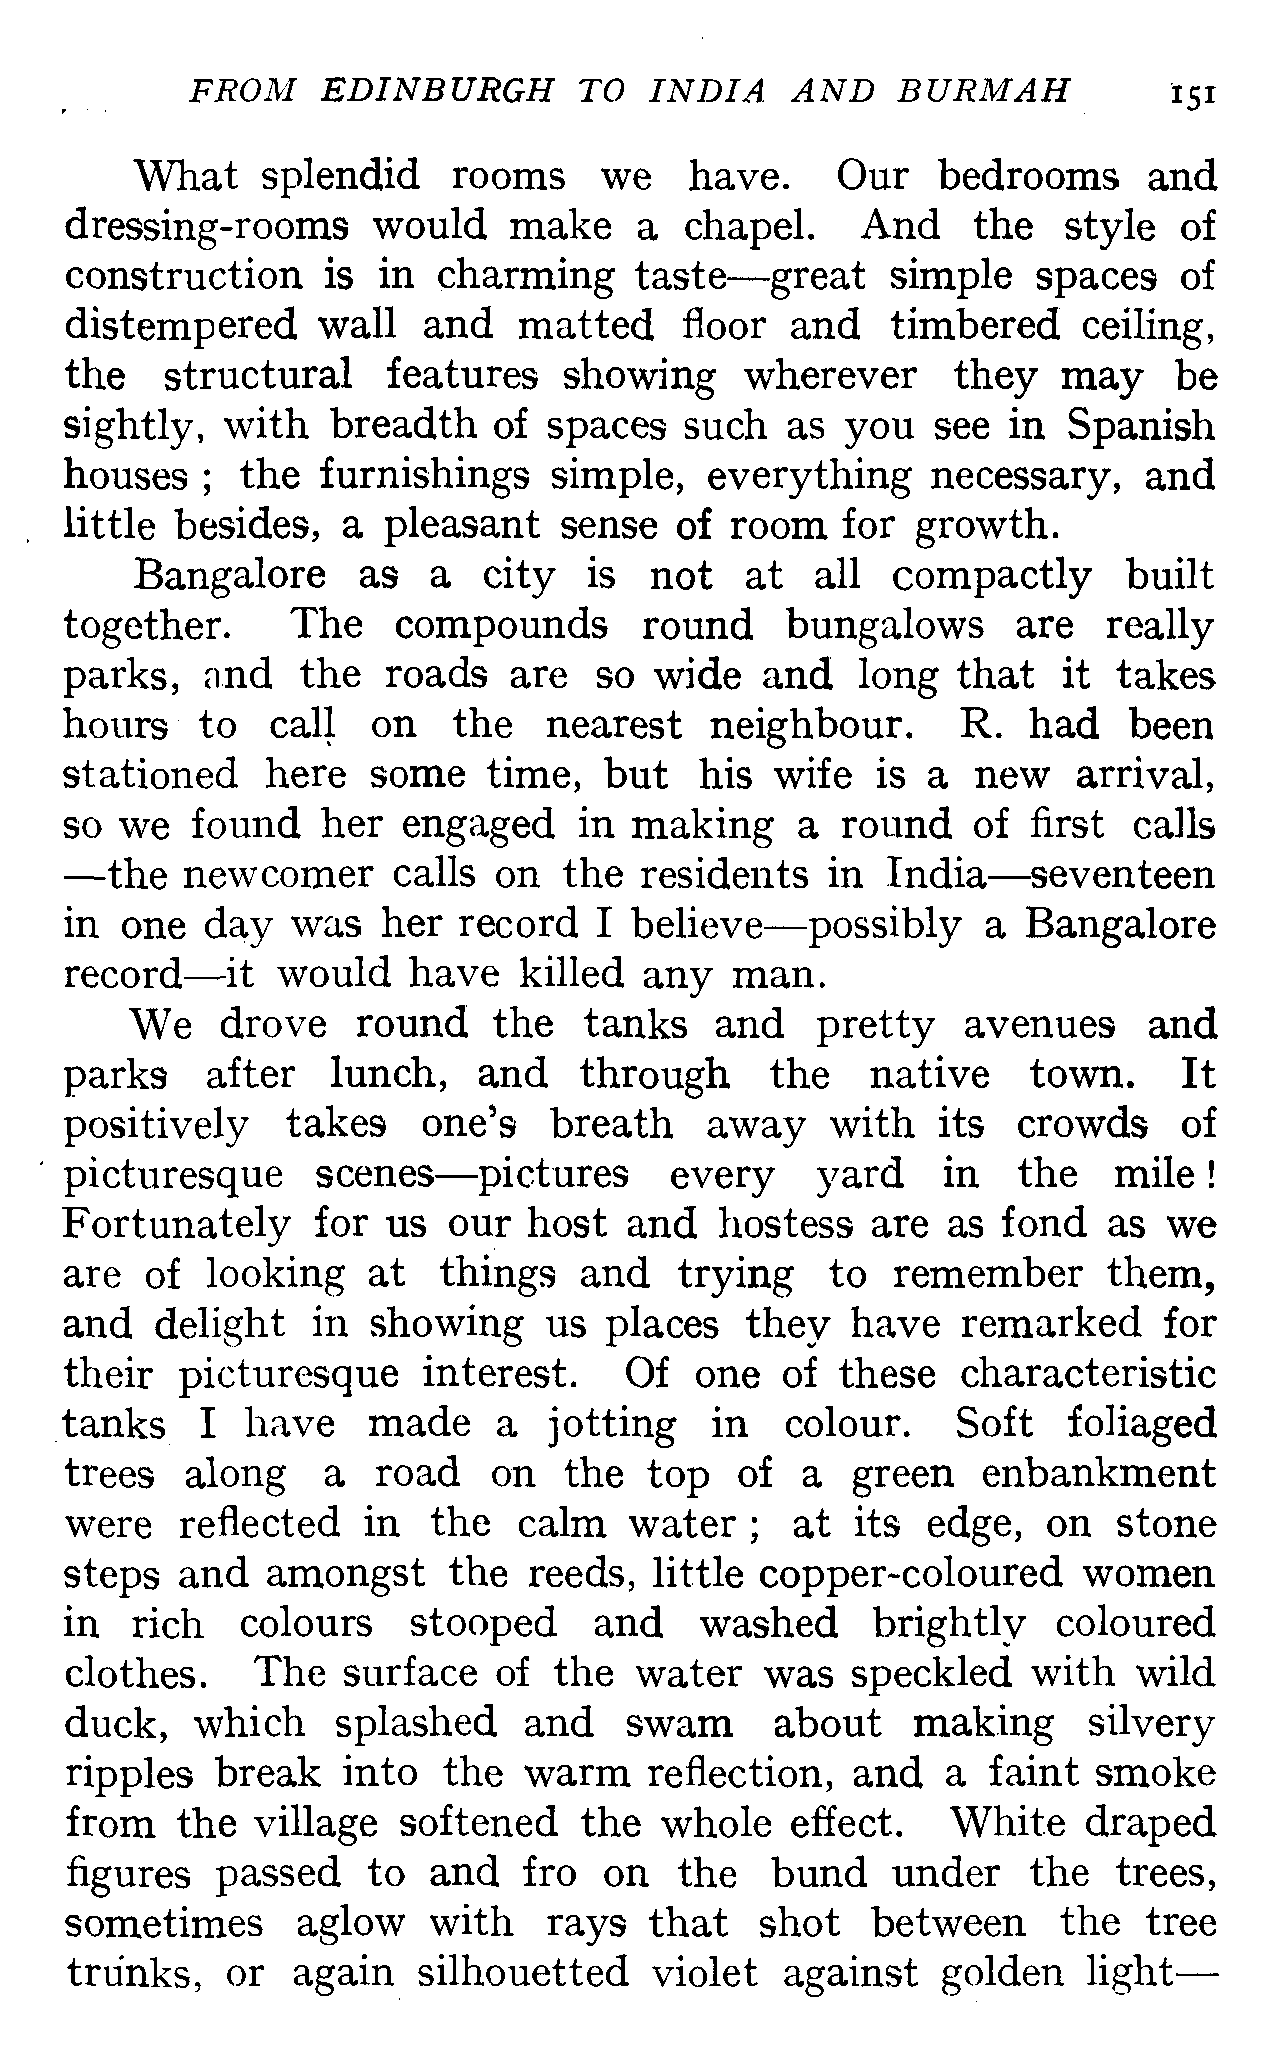 FROM EDINBURGH TO INDIA AND BURMAH 151
What splendid rooms we have. Our bedrooms and
dressing-rooms would make a chapel. And the style of
construction is in charming taste—great simple spaces of
distempered wall and matted floor and timbered ceiling,
the structural features showing wherever they may be
sightly, with breadth of spaces such as you see in Spanish
houses ; the furnishings simple, everything necessary, and
little besides, a pleasant sense of room for growth.
Bangalore as a city is not at all compactly built
together. The compounds round bungalows are really
parks, and the roads are so wide and long that it takes
hours to call on the nearest neighbour. R. had been
stationed here some time, but his wife is a new arrival,
so we found her engaged in making a round of first calls
—the newcomer calls on the residents in India—seventeen
in one day was her record I believe—possibly a Bangalore
record—it would have killed any man.
We drove round the tanks and pretty avenues and
parks after lunch, and through the native town. It
positively takes one's breath away with its crowds of
picturesque scenes—pictures every yard in the mile !
Fortunately for us our host and hostess are as fond as we
are of looking at things and trying to remember them,
and delight in showing us places they have remarked for
their picturesque interest. Of one of these characteristic
tanks I have made a jotting in colour. Soft foliaged
trees along a road on the top of a green enbankment
were reflected in the calm water ; at its edge, on stone
steps and amongst the reeds, little copper-coloured women
in rich colours stooped and washed brightly coloured
clothes. The surface of the water was speckled with wild
duck, which splashed and swam about making silvery
ripples break into the warm reflection, and a faint smoke
from the village softened the whole effect. White draped
figures passed to and fro on the bund under the trees,
sometimes aglow with rays that shot between the tree
trunks, or again silhouetted violet against golden light—